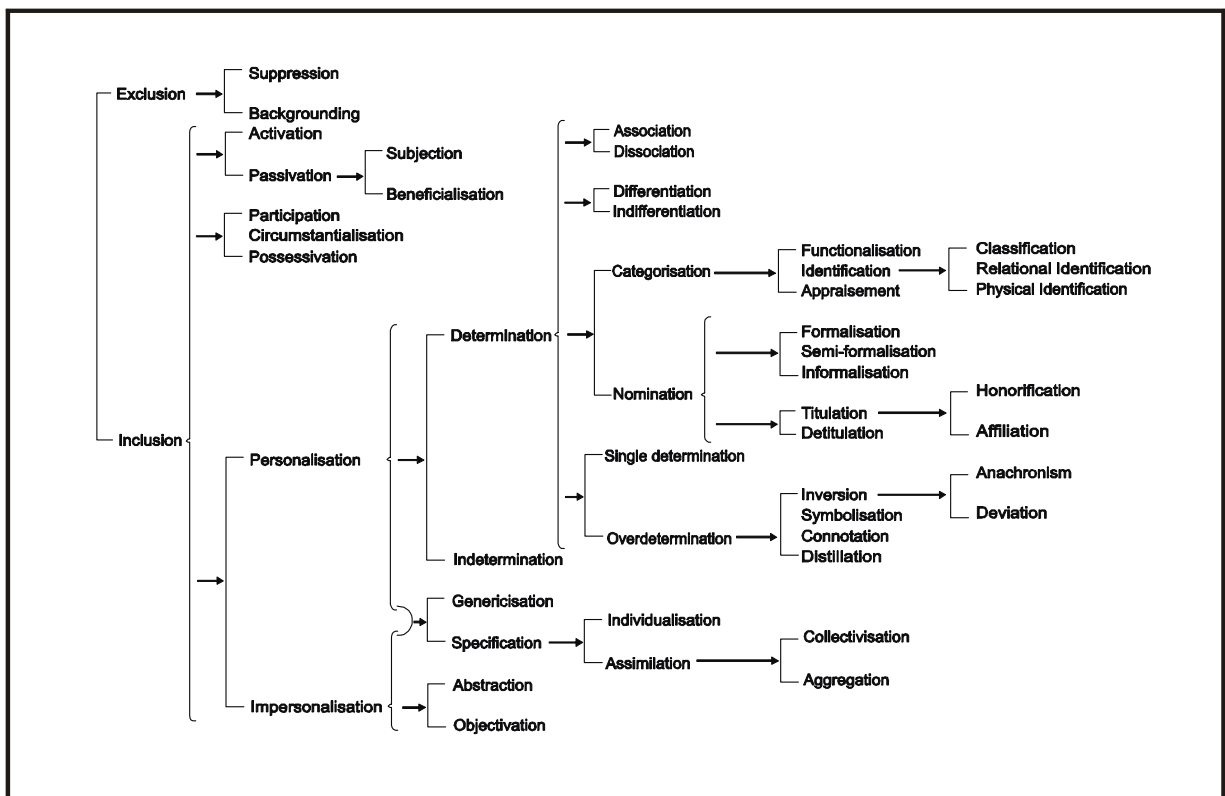 Suppression
Exclusion
Backgrounding
Activation
Association
Subjection
Dissociation
Passivation
Beneficialisation
Differentiation
Participation
Indifferentiation
Circumstantialisation
Functionalisation
Classification
Possessivation
Categorisation
Identification
Relational Identification
Appraisement
Physical Identification
Determination
Formalisation
Semi-formalisation
Informalisation
Nomination
Honorification
Titulation
Inclusion
Detitulation
Affiliation
Personalisation
Single determination
Anachronism
Inversion
Symbolisation
Deviation
Overdetermination
Connotation
Indetermination
Distillation
Genericisation
Individualisation
Specification
Collectivisation
Assimilation
Aggregation
Abstraction
Impersonalisation
Objectivation